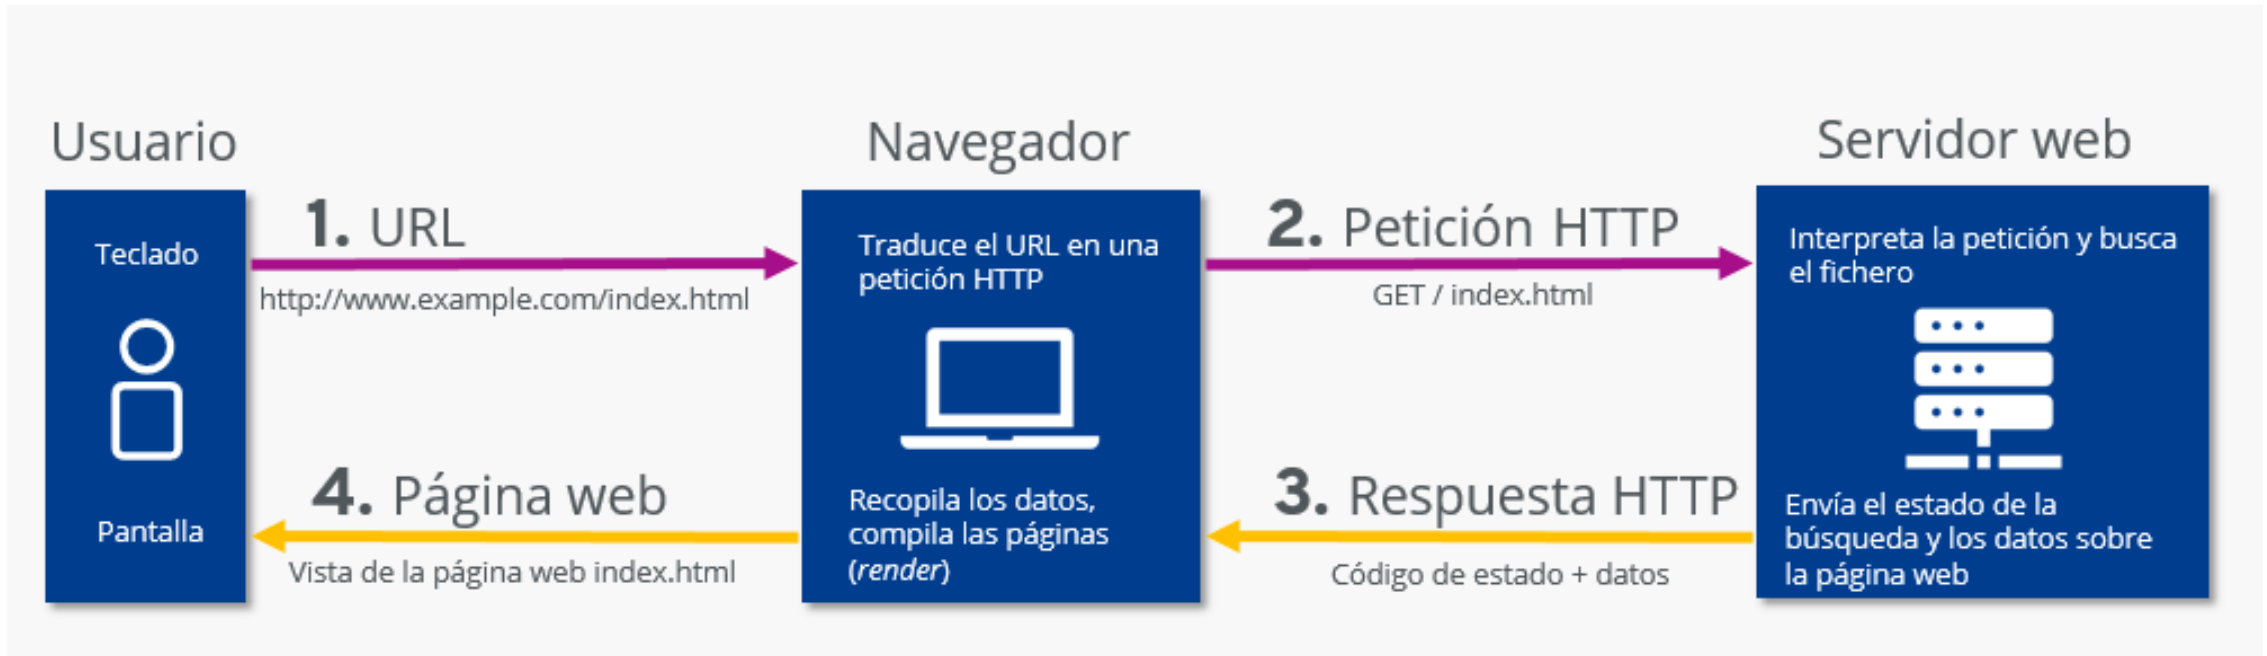 Usuario
Teclado
Pantalla
1. URL
http://www.example.com/index.html
4. Página web
Vista de la página web index.html
Navegador
Traduce el URL en una
petición HTTP
Recopila los datos,
compila las páginas
(render)
2. Petición HTTP
GET / index.html
3. Respuesta HTTP
Código de estado + datos
Servidor web
Interpreta la petición y busca
el fichero
Envía el estado de la
búsqueda y los datos sobre
la página web